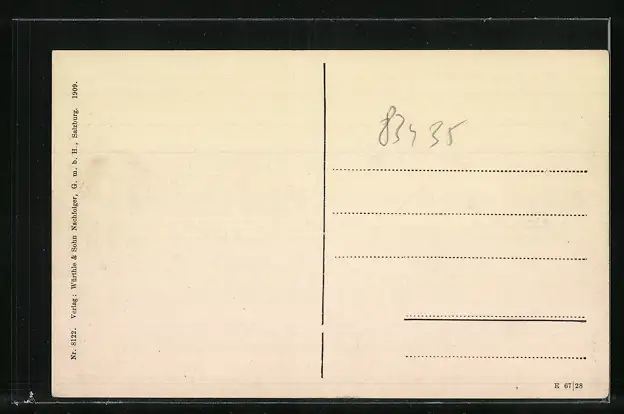 Nr. 8122. Verlag: Würthle & Sohn Nachfolger, G. m. b. H., Salzburg. 1909.
83435
E 67|28